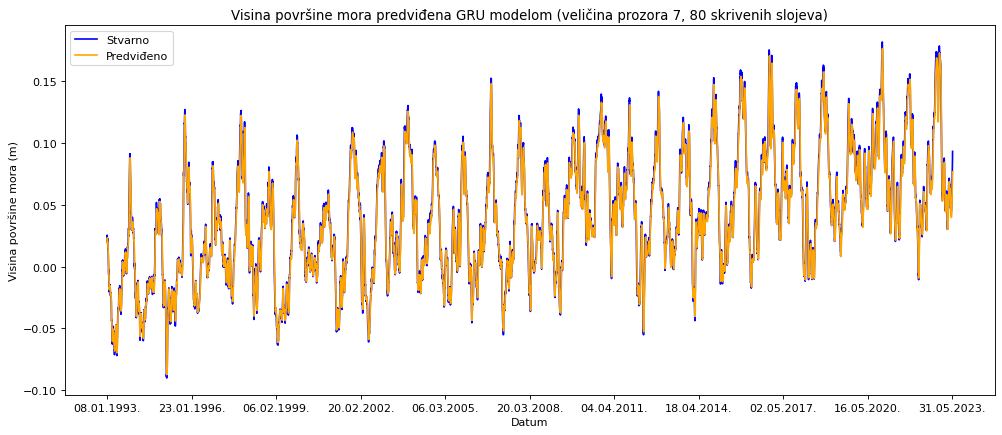 Visina površine mora predviđena GRU modelom (veličina prozora 7, 80 skrivenih slojeva)
Stvarno
Predviđeno
Visina površine mora (m)
0.15
0.10
0.05
0.00
−0.05
−0.10
08.01.1993. 23.01.1996. 06.02.1999. 20.02.2002. 06.03.2005. 20.03.2008. 04.04.2011. 18.04.2014. 02.05.2017. 16.05.2020. 31.05.2023.
Datum